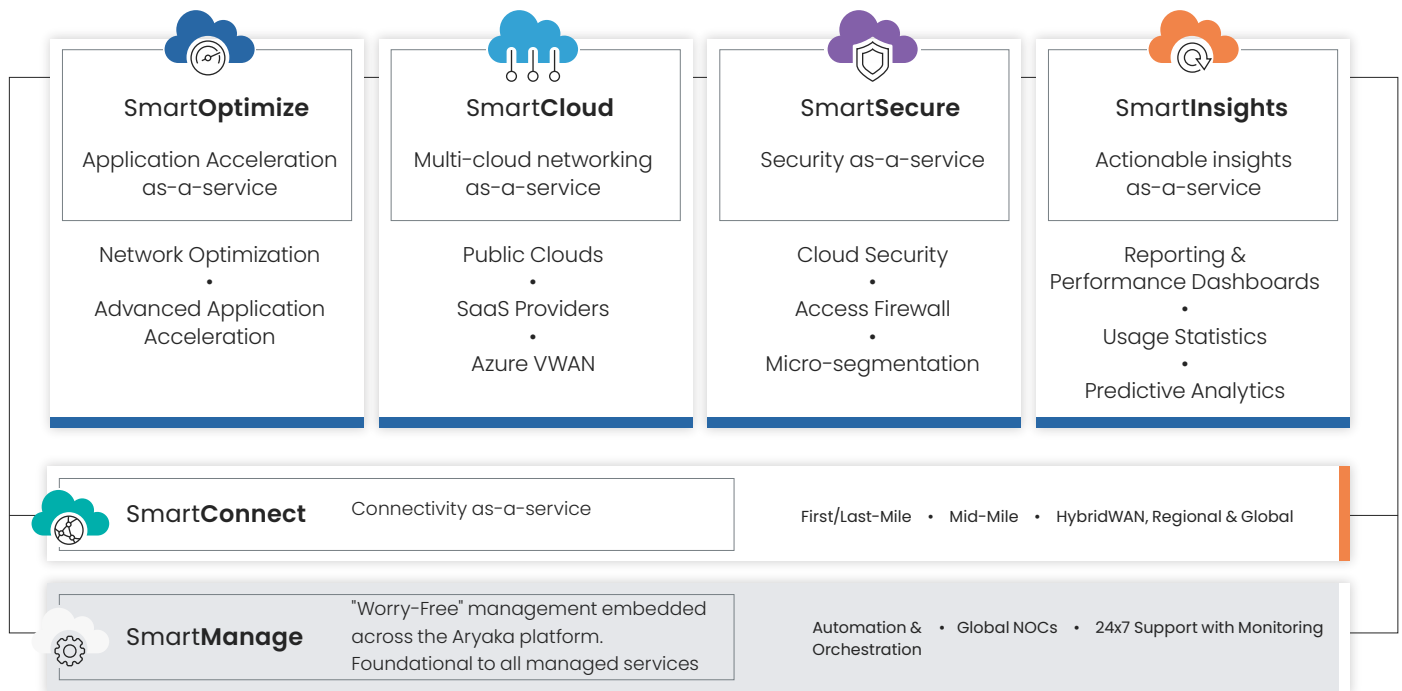 SmartOptimize
Application Acceleration
as-a-service
Network Optimization
•
Advanced Application
Acceleration
SmartCloud
Multi-cloud networking
as-a-service
Public Clouds
•
SaaS Providers
•
Azure VWAN
SmartSecure
Security as-a-service
Cloud Security
•
Access Firewall
•
Micro-segmentation
SmartInsights
Actionable insights
as-a-service
Reporting &
Performance Dashboards
•
Usage Statistics
•
Predictive Analytics
SmartConnect
Connectivity as-a-service
First/Last-Mile • Mid-Mile • HybridWAN, Regional & Global
SmartManage
"Worry-Free" management embedded
across the Aryaka platform.
Foundational to all managed services
Automation & • Global NOCs • 24x7 Support with Monitoring
Orchestration